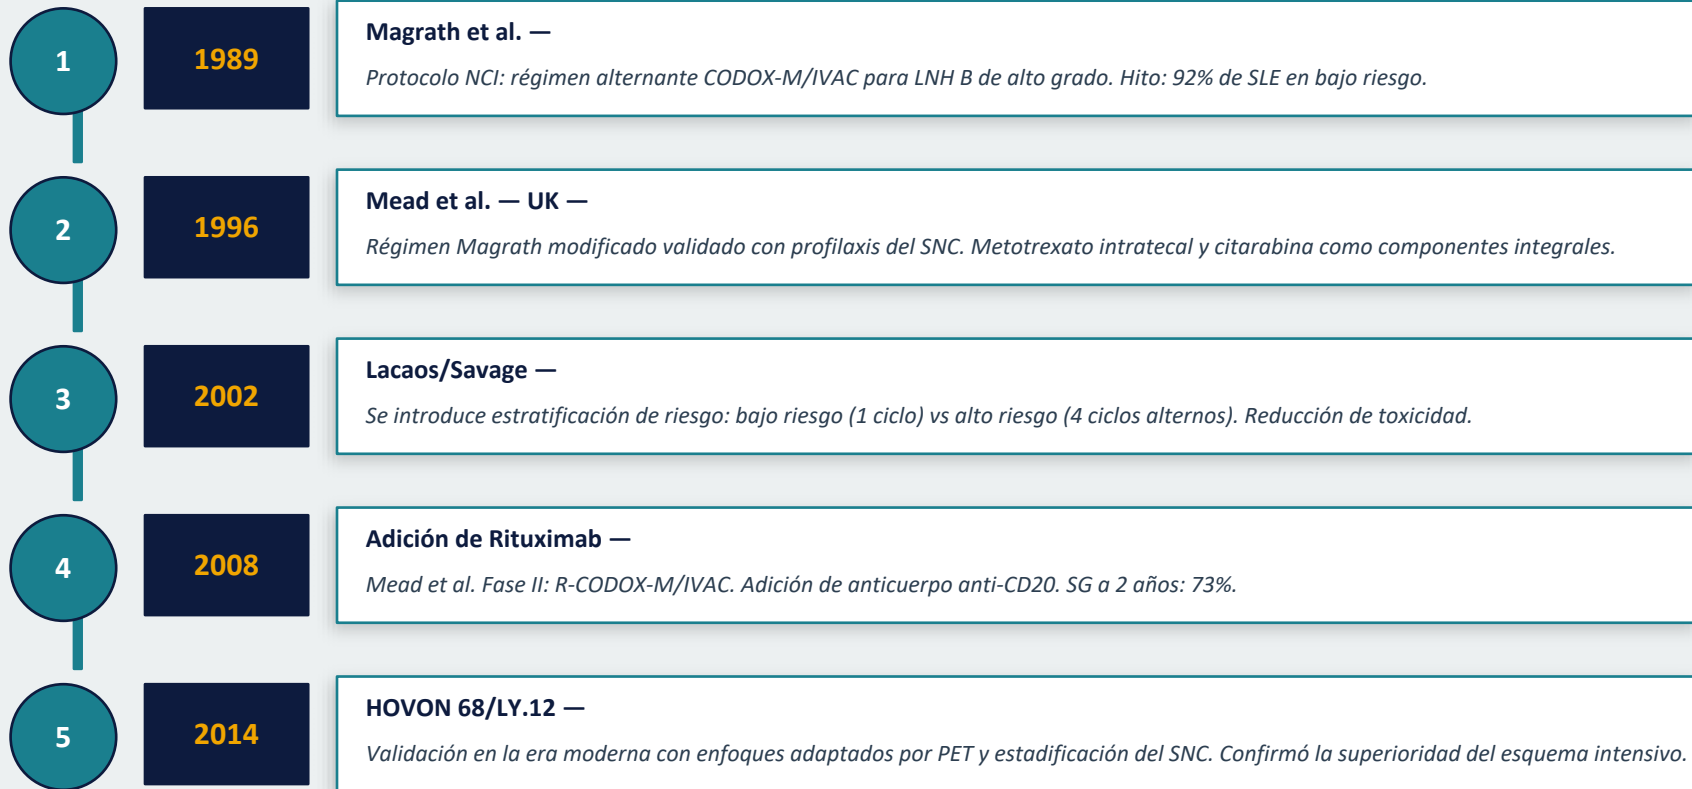 1
1989
Magrath et al. —
Protocolo NCI: régimen alternante CODOX-M/IVAC para LNH B de alto grado. Hito: 92% de SLE en bajo riesgo.
2
1996
Mead et al. — UK —
Régimen Magrath modificado validado con profilaxis del SNC. Metotrexato intratecal y citarabina como componentes integrales.
3
2002
Lacaos/Savage —
Se introduce estratificación de riesgo: bajo riesgo (1 ciclo) vs alto riesgo (4 ciclos alternos). Reducción de toxicidad.
4
2008
Adición de Rituximab —
Mead et al. Fase II: R-CODOX-M/IVAC. Adición de anticuerpo anti-CD20. SG a 2 años: 73%.
5
2014
HOVON 68/LY.12 —
Validación en la era moderna con enfoques adaptados por PET y estadificación del SNC. Confirmó la superioridad del esquema intensivo.